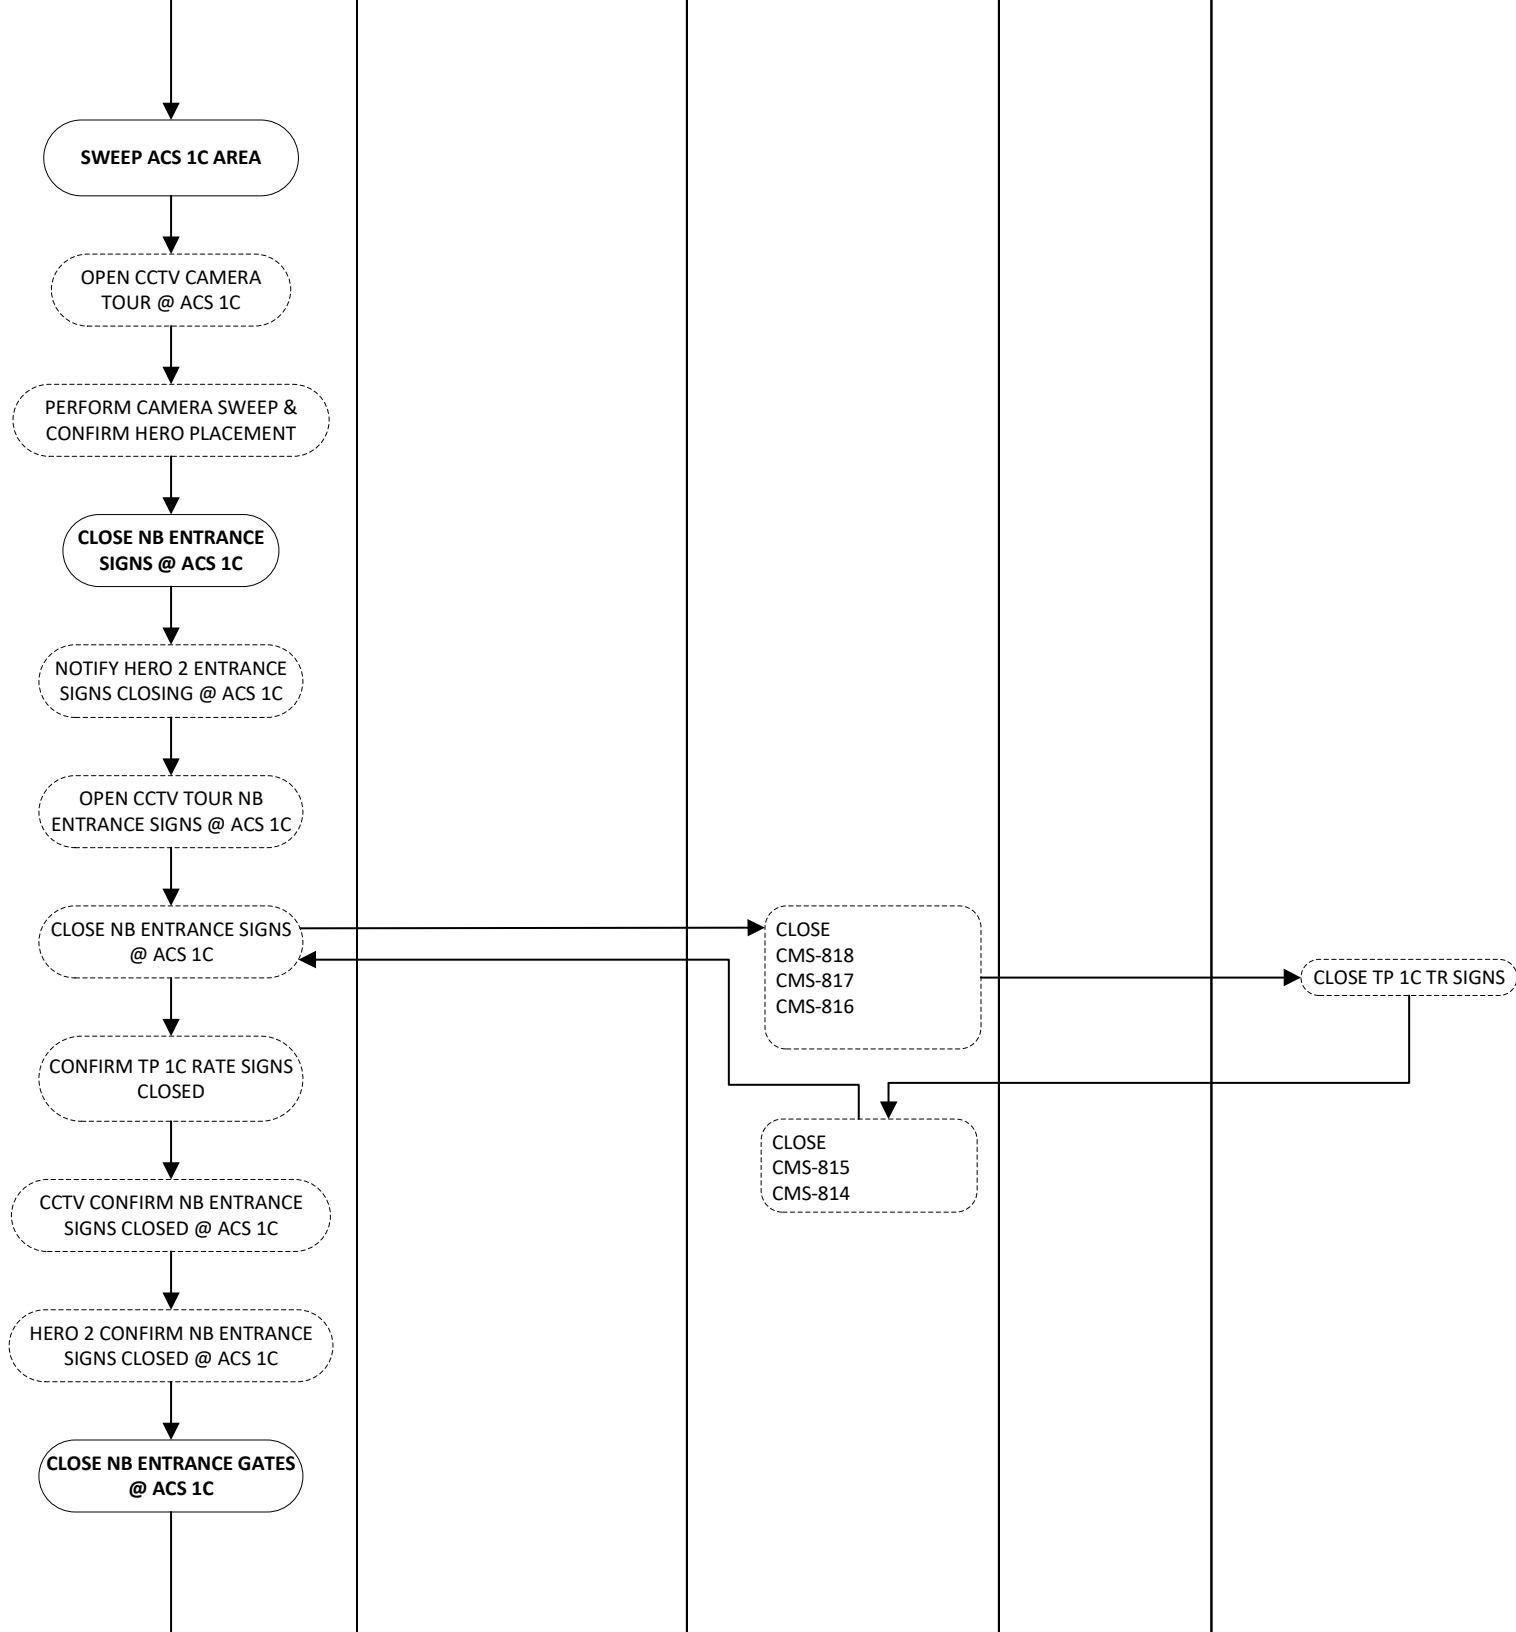 SWEEP ACS 1C AREA
OPEN CCTV CAMERA
TOUR @ ACS 1C
PERFORM CAMERA SWEEP &
CONFIRM HERO PLACEMENT
CLOSE NB ENTRANCE
SIGNS @ ACS 1C
NOTIFY HERO 2 ENTRANCE
SIGNS CLOSING @ ACS 1C
OPEN CCTV TOUR NB
ENTRANCE SIGNS @ ACS 1C
CLOSE NB ENTRANCE SIGNS
@ ACS 1C
CLOSE
CMS-818
CMS-817
CMS-816
CLOSE TP 1C TR SIGNS
CLOSE
CMS-815
CMS-814
CONFIRM TP 1C RATE SIGNS
CLOSED
CCTV CONFIRM NB ENTRANCE
SIGNS CLOSED @ ACS 1C
HERO 2 CONFIRM NB ENTRANCE
SIGNS CLOSED @ ACS 1C
CLOSE NB ENTRANCE GATES
@ ACS 1C